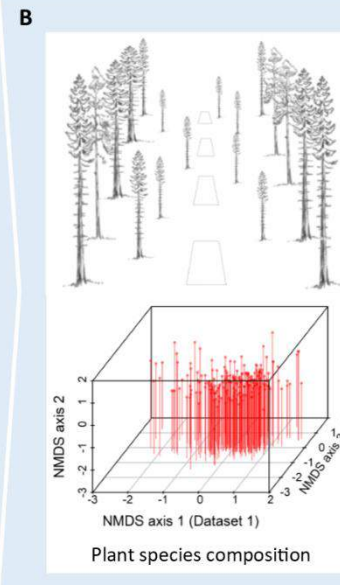 B
NMDS axis 2
2
1
0
-1
-2
-3
-3 -2 -1 0 1 2
-3 -2 -1 0 1
NMDS axis
NMDS axis 1 (Dataset 1)
Plant species composition